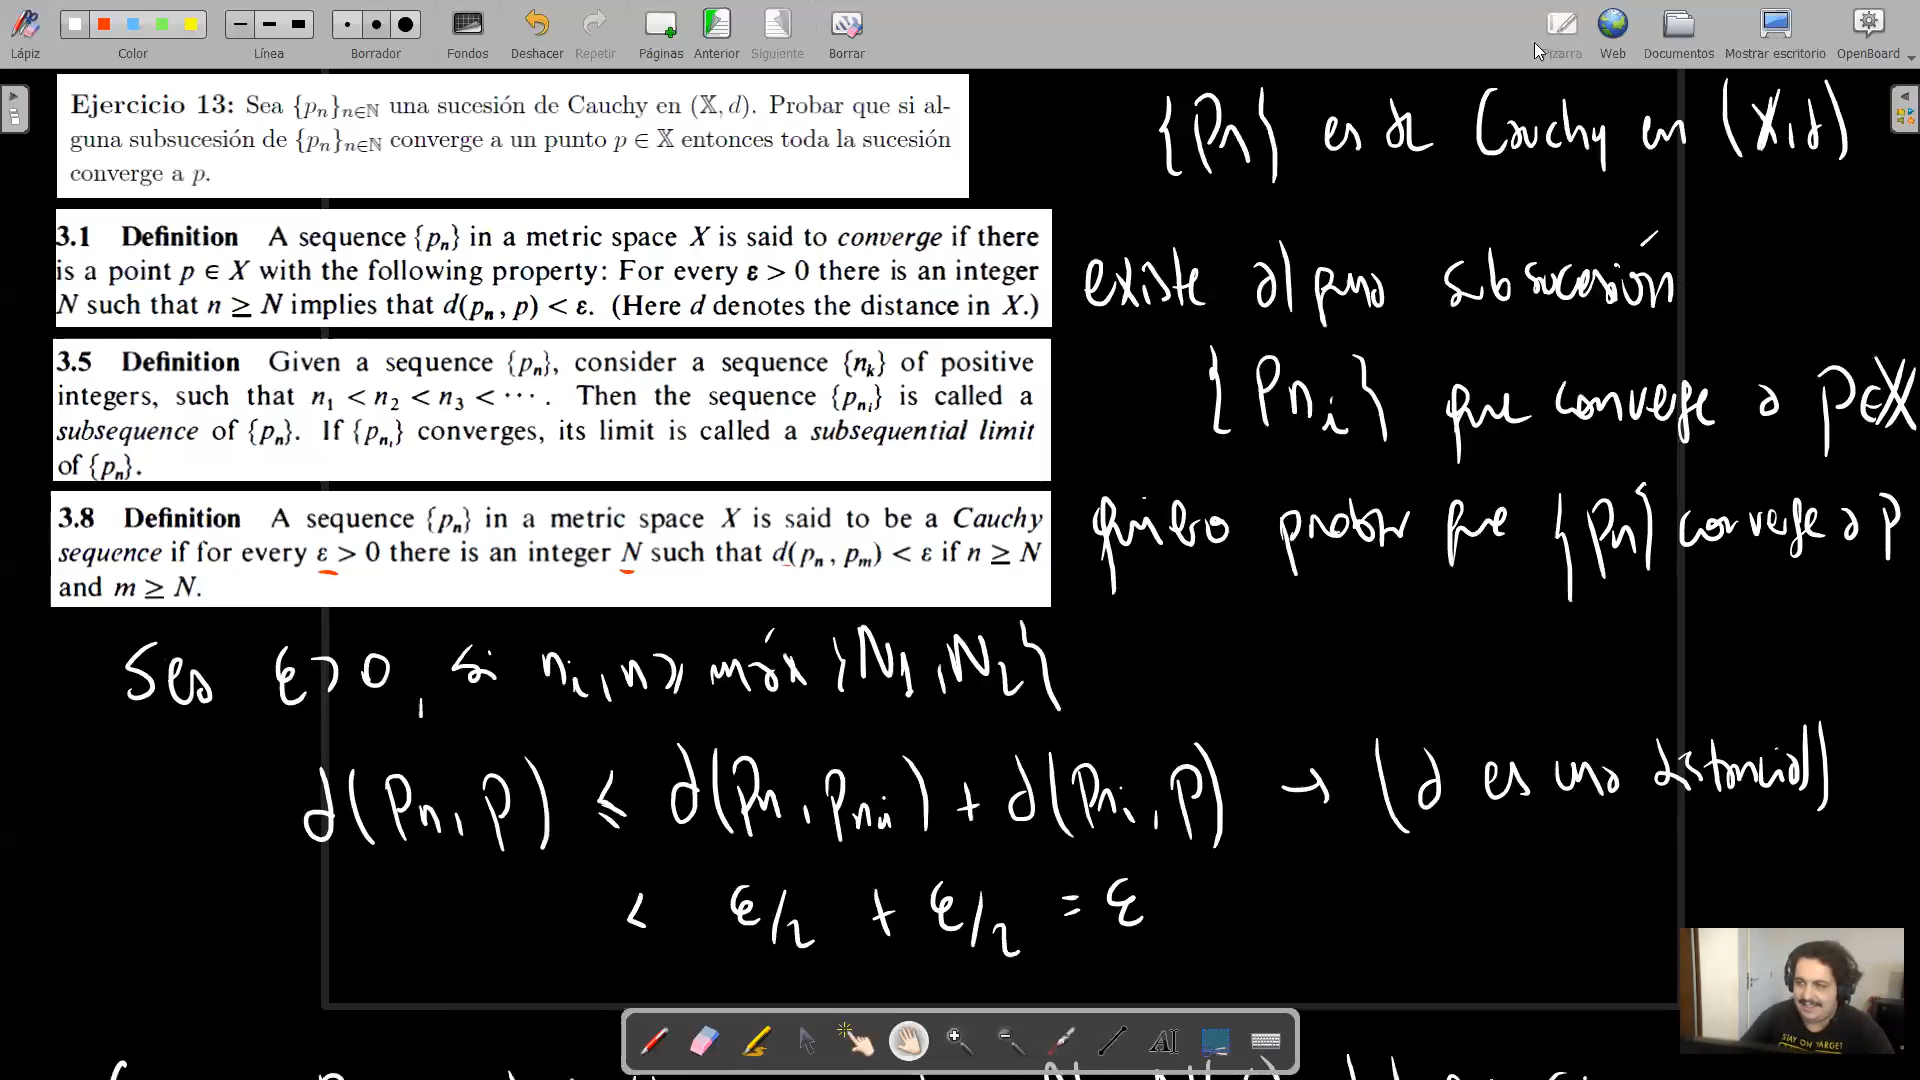 Lápiz
Color
Línea
Borrador
Fondos
Deshacer
Repetir
Páginas
Anterior
Siguiente
Borrar
Pizarra
Web
Documentos
Mostrar escritorio
OpenBoard
Ejercicio 13: Sea {pₙ}ₙ∈ℕ una sucesión de Cauchy en (𝕏, d). Probar que si al-
guna subsucesión de {pₙ}ₙ∈ℕ converge a un punto p ∈ 𝕏 entonces toda la sucesión
converge a p.
3.1 Definition A sequence {pₙ} in a metric space X is said to converge if there
is a point p ∈ X with the following property: For every ε > 0 there is an integer
N such that n ≥ N implies that d(pₙ, p) < ε. (Here d denotes the distance in X.)
3.5 Definition Given a sequence {pₙ}, consider a sequence {nₖ} of positive
integers, such that n₁ < n₂ < n₃ < ⋯. Then the sequence {pₙᵢ} is called a
subsequence of {pₙ}. If {pₙᵢ} converges, its limit is called a subsequential limit
of {pₙ}.
3.8 Definition A sequence {pₙ} in a metric space X is said to be a Cauchy
sequence if for every ε > 0 there is an integer N such that d(pₙ, pₘ) < ε if n ≥ N
and m ≥ N.
{pₙ} es de Cauchy en (X,d)
existe alguna subsucesión
{pₙᵢ} que converge a p∈𝕏
quiero probar que {pₙ} converge a p
Sea ε>0, si nᵢ, n ≥ máx {N₁, N₂}
d(pₙ, p) ≤ d(pₙ, pₙᵢ) + d(pₙᵢ, p) → (d es una distancia)
< ε/2 + ε/2 = ε
STAY ON TARGET